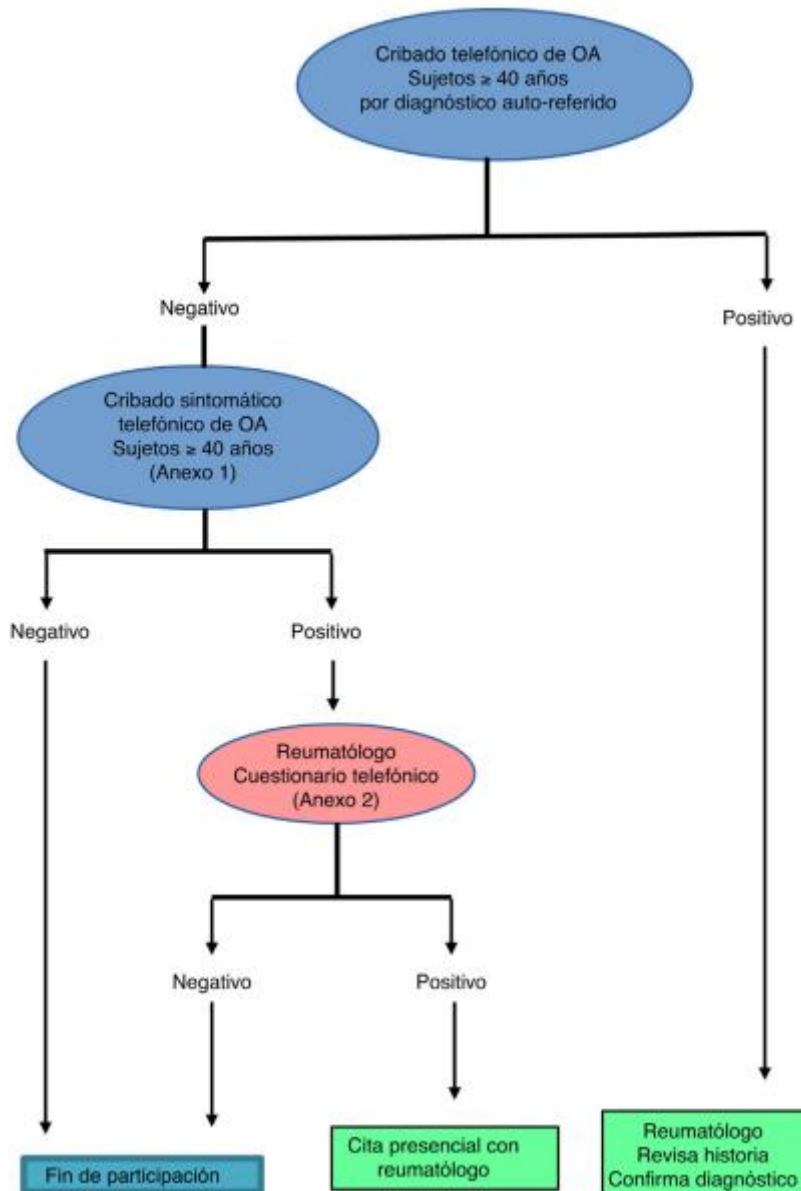 Cribado telefónico de OA
Sujetos ≥ 40 años
por diagnóstico auto-referido
Negativo
Positivo
Cribado sintomático
telefónico de OA
Sujetos ≥ 40 años
(Anexo 1)
Negativo
Positivo
Reumatólogo
Cuestionario telefónico
(Anexo 2)
Negativo
Positivo
Fin de participación
Cita presencial con
reumatólogo
Reumatólogo
Revisa historia
Confirma diagnóstico